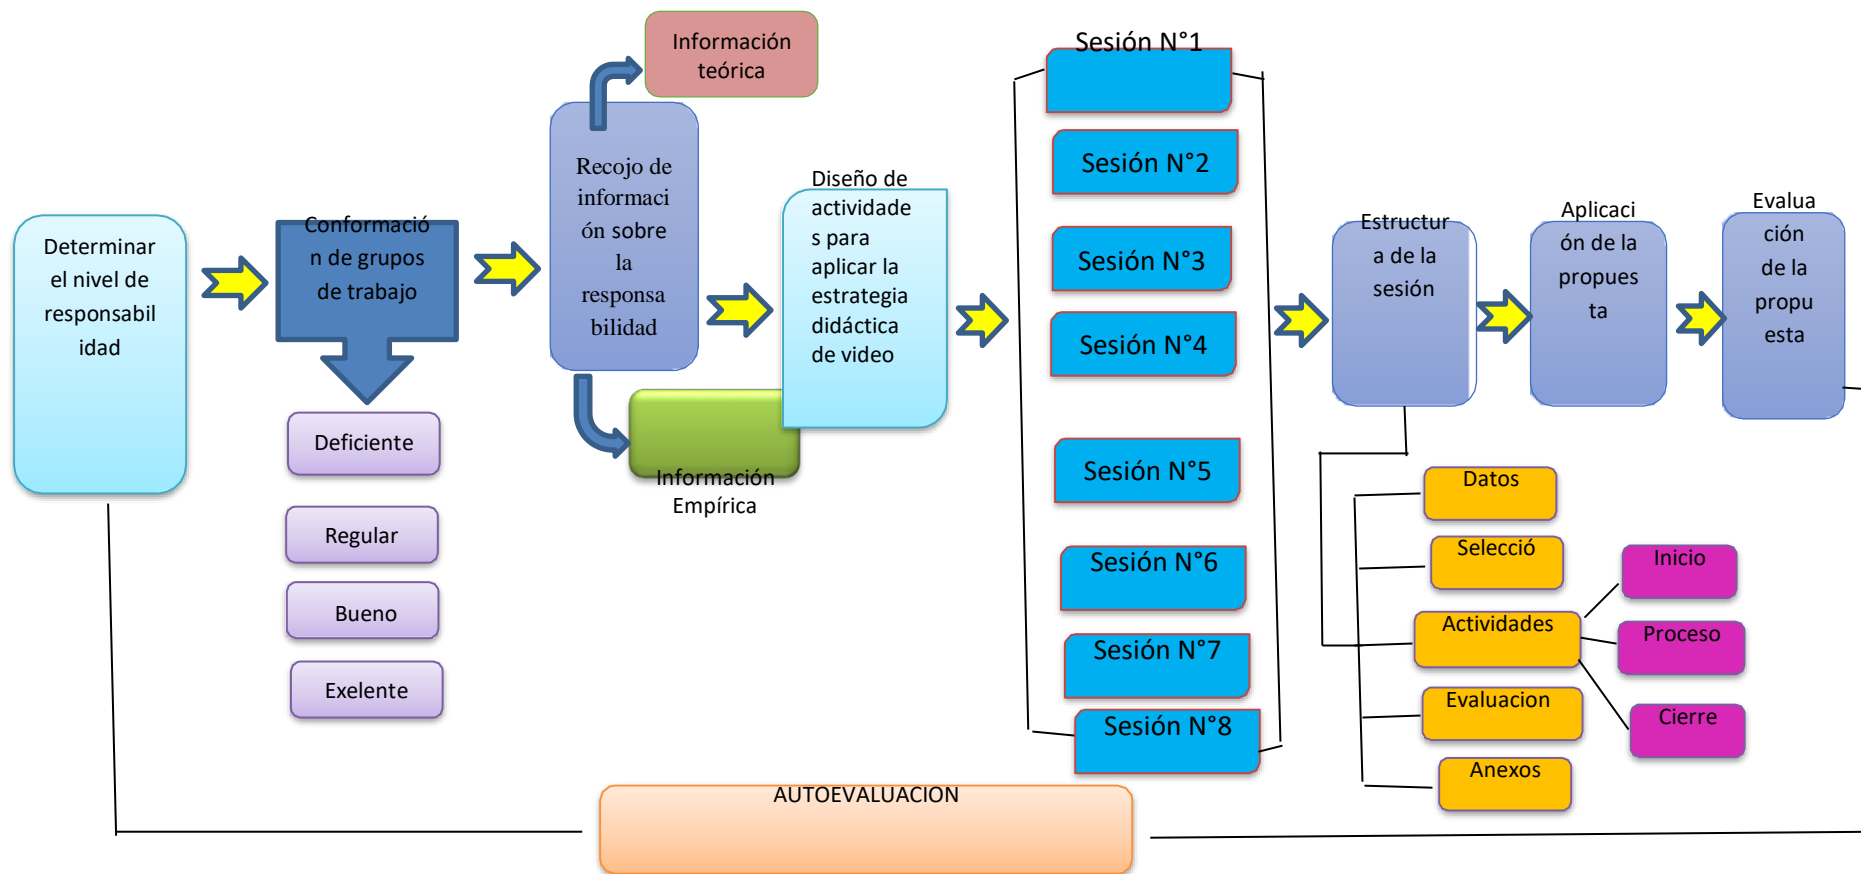 Determinar
el nivel de
responsabil
idad
Conformació
n de grupos
de trabajo
Deficiente
Regular
Bueno
Exelente
Información
teórica
Recojo de
informaci
ón sobre
la
responsa
bilidad
Información
Empírica
Diseño de
actividade
s para
aplicar la
estrategia
didáctica
de video
Sesión N°1
Sesión N°2
Sesión N°3
Sesión N°4
Sesión N°5
Sesión N°6
Sesión N°7
Sesión N°8
Estructur
a de la
sesión
Datos
Selecció
Actividades
Evaluacion
Anexos
Inicio
Proceso
Cierre
Aplicaci
ón de la
propues
ta
Evalua
ción
de la
propu
esta
AUTOEVALUACION